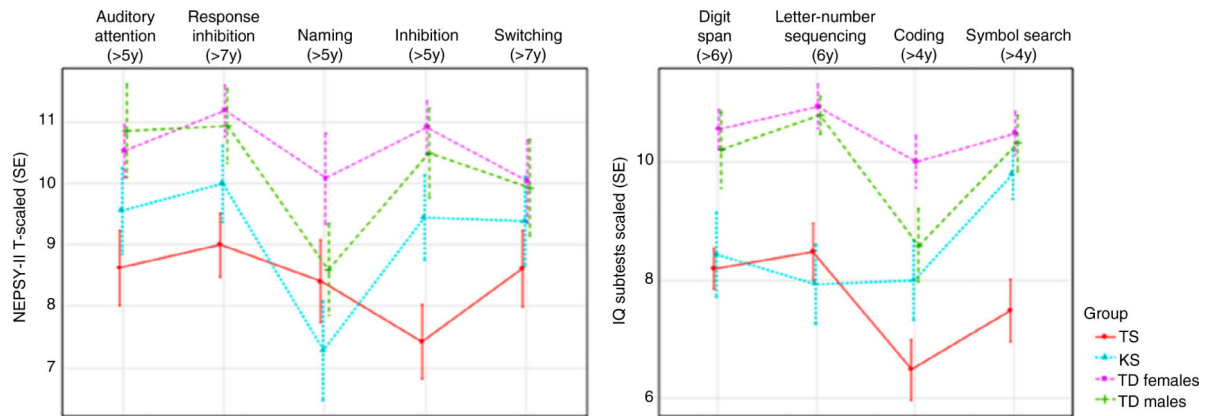 Auditory
attention
(>5y)
Response
inhibition
(>7y)
Naming
(>5y)
Inhibition
(>5y)
Switching
(>7y)
NEPSY-II T-scaled (SE)
11
10
9
8
7
Digit
span
(>6y)
Letter-number
sequencing
(6y)
Coding
(>4y)
Symbol search
(>4y)
IQ subtests scaled (SE)
10
8
6
Group
TS
KS
TD females
TD males